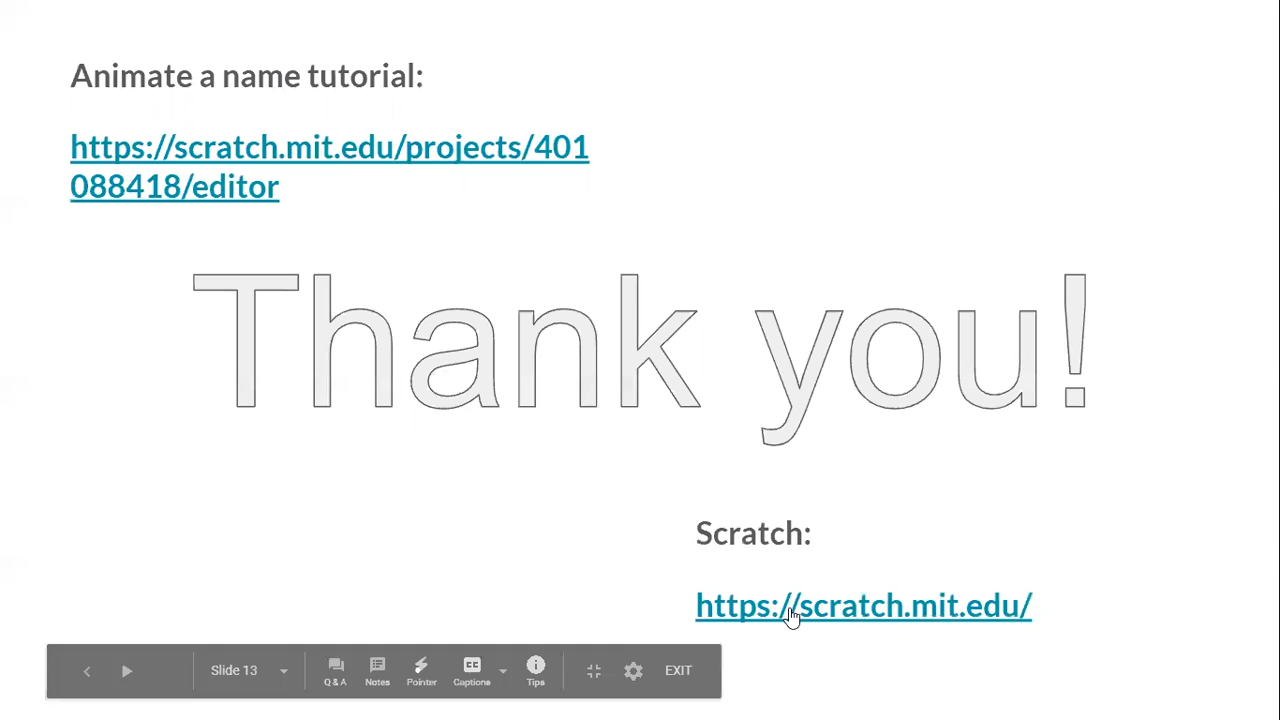 Animate a name tutorial:
https://scratch.mit.edu/projects/401
088418/editor
Thank you!
Scratch:
https://scratch.mit.edu/
Slide 13
Q & A
Notes
Pointer
CC
Captions
Tips
EXIT